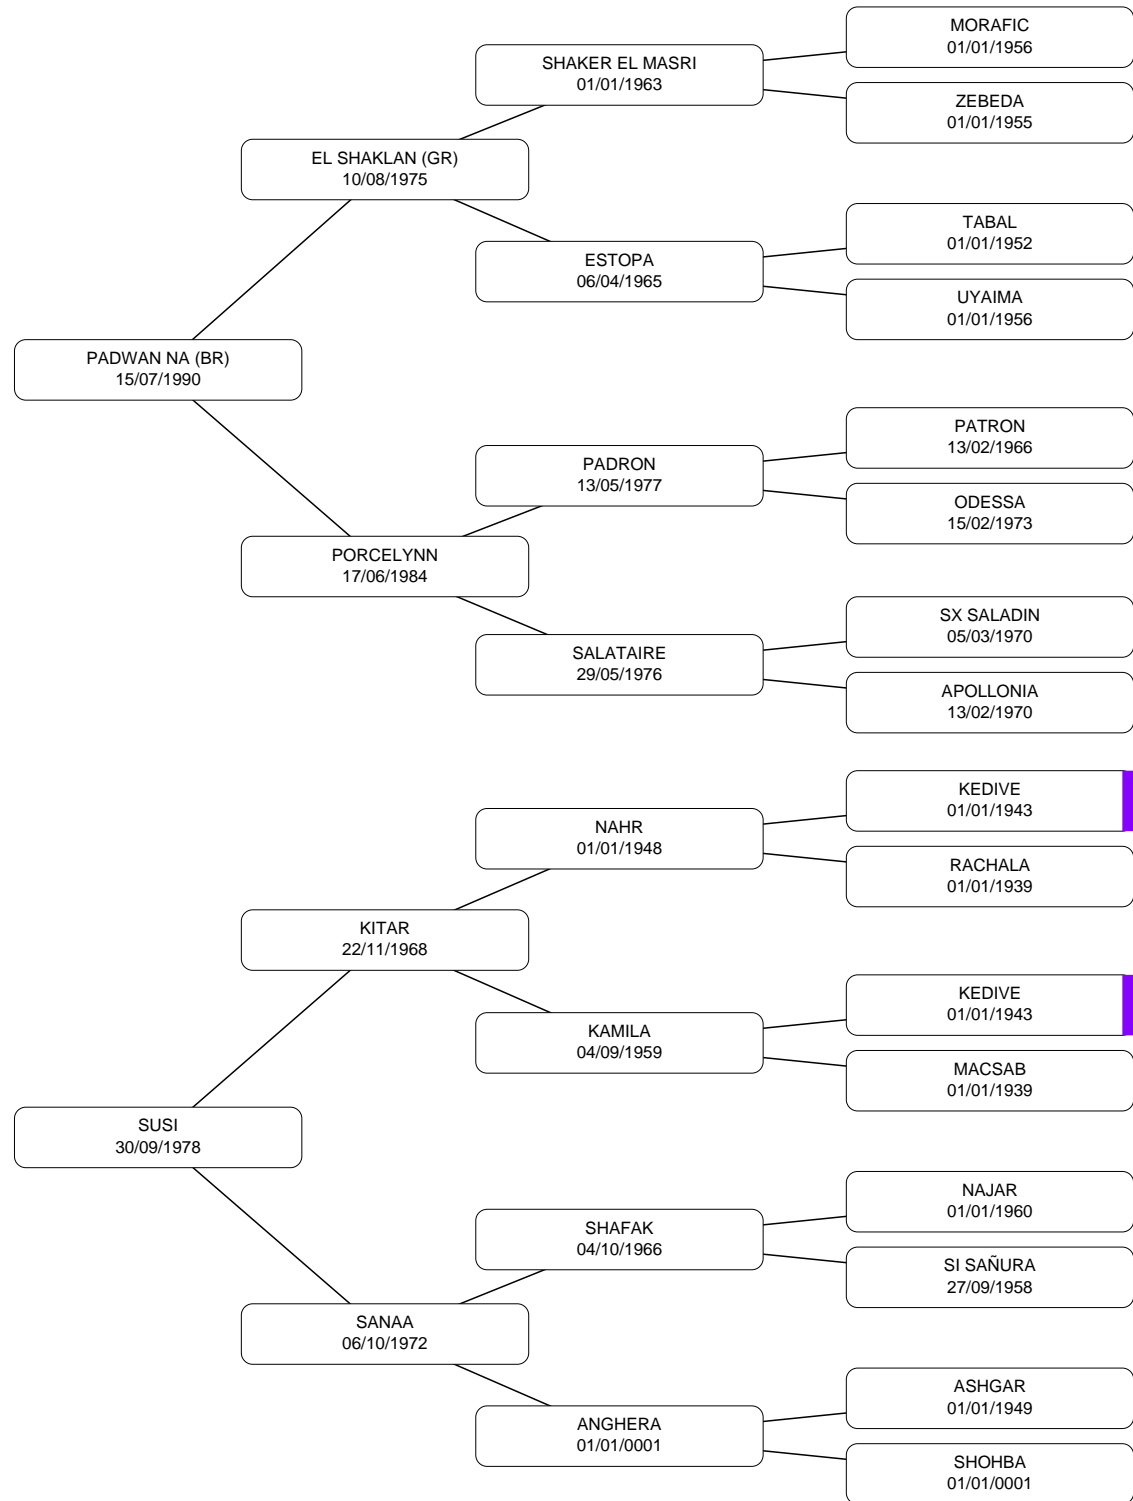 MORAFIC
01/01/1956
SHAKER EL MASRI
01/01/1963
ZEBEDA
01/01/1955
EL SHAKLAN (GR)
10/08/1975
TABAL
01/01/1952
ESTOPA
06/04/1965
UYAIMA
01/01/1956
PADWAN NA (BR)
15/07/1990
PATRON
13/02/1966
PADRON
13/05/1977
ODESSA
15/02/1973
PORCELYNN
17/06/1984
SX SALADIN
05/03/1970
SALATAIRE
29/05/1976
APOLLONIA
13/02/1970
KEDIVE
01/01/1943
NAHR
01/01/1948
RACHALA
01/01/1939
KITAR
22/11/1968
KEDIVE
01/01/1943
KAMILA
04/09/1959
MACSAB
01/01/1939
SUSI
30/09/1978
NAJAR
01/01/1960
SHAFAK
04/10/1966
SI SAÑURA
27/09/1958
SANAA
06/10/1972
ASHGAR
01/01/1949
ANGHERA
01/01/0001
SHOHBA
01/01/0001